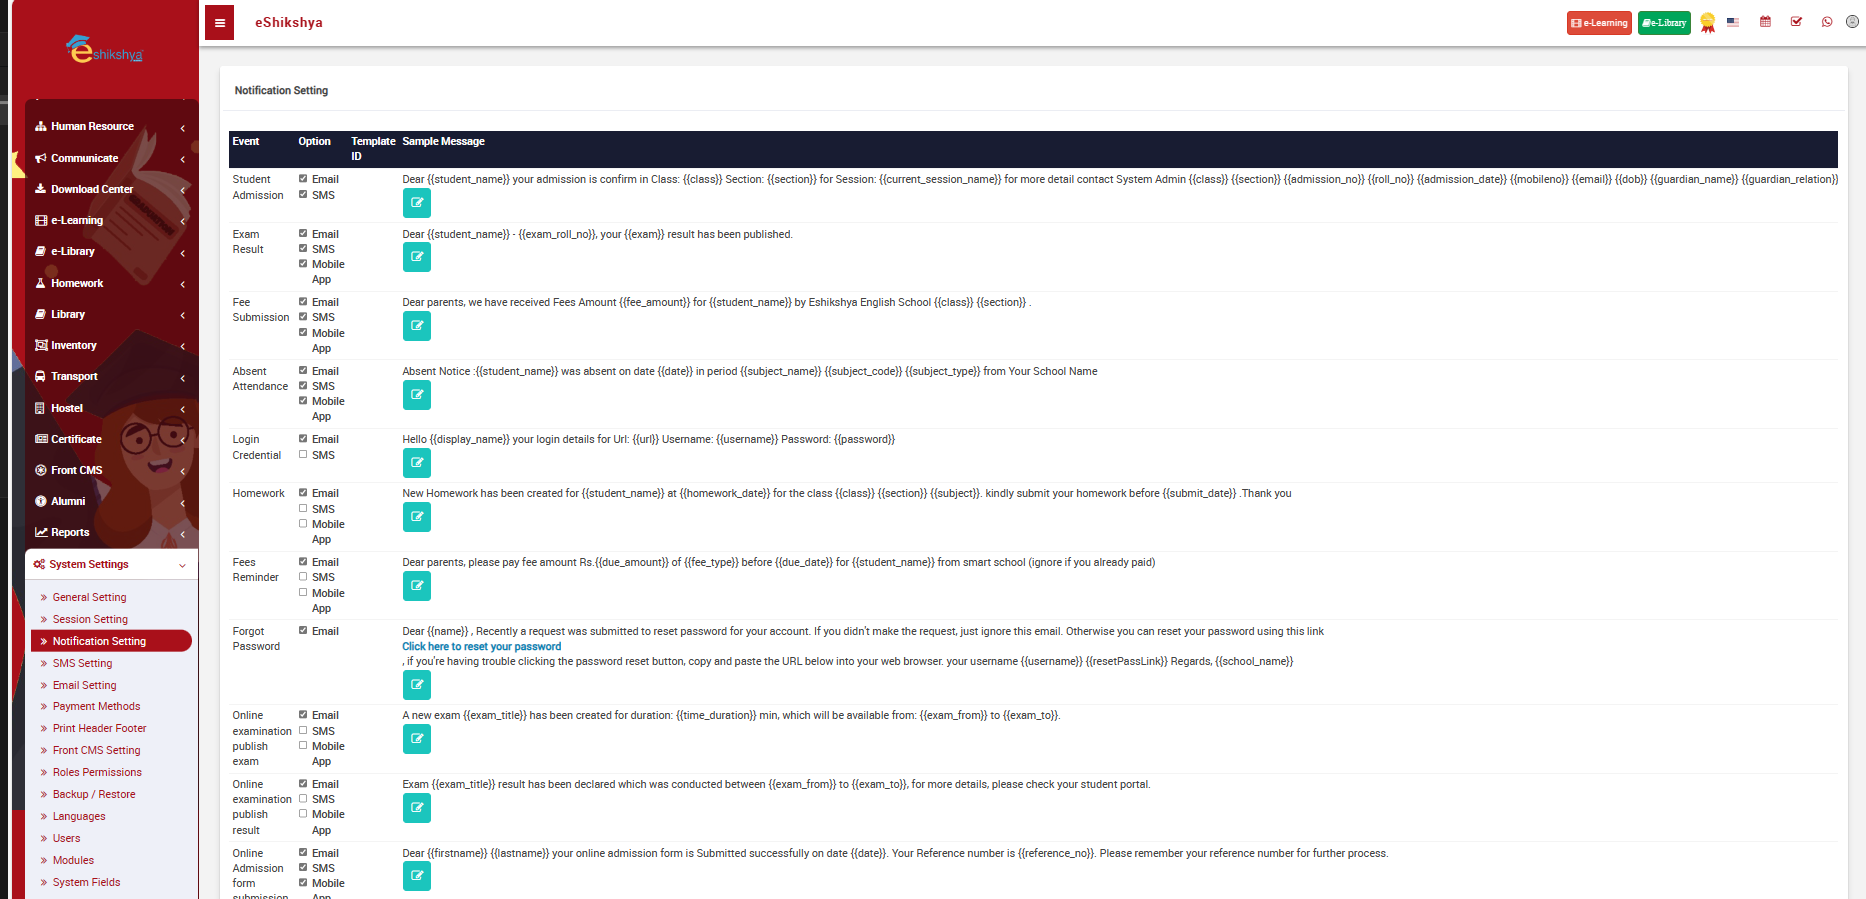 eshikshya
eShikshya
e-Learning
e-Library
Human Resource
Communicate
Download Center
e-Learning
e-Library
Homework
Library
Inventory
Transport
Hostel
Certificate
Front CMS
Alumni
Reports
System Settings
General Setting
Session Setting
Notification Setting
SMS Setting
Email Setting
Payment Methods
Print Header Footer
Front CMS Setting
Roles Permissions
Backup / Restore
Languages
Users
Modules
System Fields
Notification Setting
Event Option Template Sample Message
ID
Student Email Dear {{student_name}} your admission is confirm in Class: {{class}} Section: {{section}} for Session: {{current_session_name}} for more detail contact System Admin {{class}} {{section}} {{admission_no}} {{roll_no}} {{admission_date}} {{mobileno}} {{email}} {{dob}} {{guardian_name}} {{guardian_relation}}
Admission SMS
Exam Email Dear {{student_name}} - {{exam_roll_no}}, your {{exam}} result has been published.
Result SMS
Mobile
App
Fee Email Dear parents, we have received Fees Amount {{fee_amount}} for {{student_name}} by Eshikshya English School {{class}} {{section}} .
Submission SMS
Mobile
App
Absent Email Absent Notice :{{student_name}} was absent on date {{date}} in period {{subject_name}} {{subject_code}} {{subject_type}} from Your School Name
Attendance SMS
Mobile
App
Login Email Hello {{display_name}} your login details for Url: {{url}} Username: {{username}} Password: {{password}}
Credential SMS
Homework Email New Homework has been created for {{student_name}} at {{homework_date}} for the class {{class}} {{section}} {{subject}}. kindly submit your homework before {{submit_date}} .Thank you
SMS
Mobile
App
Fees Email Dear parents, please pay fee amount Rs.{{due_amount}} of {{fee_type}} before {{due_date}} for {{student_name}} from smart school (ignore if you already paid)
Reminder SMS
Mobile
App
Forgot Email Dear {{name}} , Recently a request was submitted to reset password for your account. If you didn't make the request, just ignore this email. Otherwise you can reset your password using this link
Password Click here to reset your password
, if you're having trouble clicking the password reset button, copy and paste the URL below into your web browser. your username {{username}} {{resetPassLink}} Regards, {{school_name}}
Online Email A new exam {{exam_title}} has been created for duration: {{time_duration}} min, which will be available from: {{exam_from}} to {{exam_to}}.
examination SMS
publish Mobile
exam App
Online Email Exam {{exam_title}} result has been declared which was conducted between {{exam_from}} to {{exam_to}}, for more details, please check your student portal.
examination SMS
publish Mobile
result App
Online Email Dear {{firstname}} {{lastname}} your online admission form is Submitted successfully on date {{date}}. Your Reference number is {{reference_no}}. Please remember your reference number for further process.
Admission SMS
form Mobile
submission App